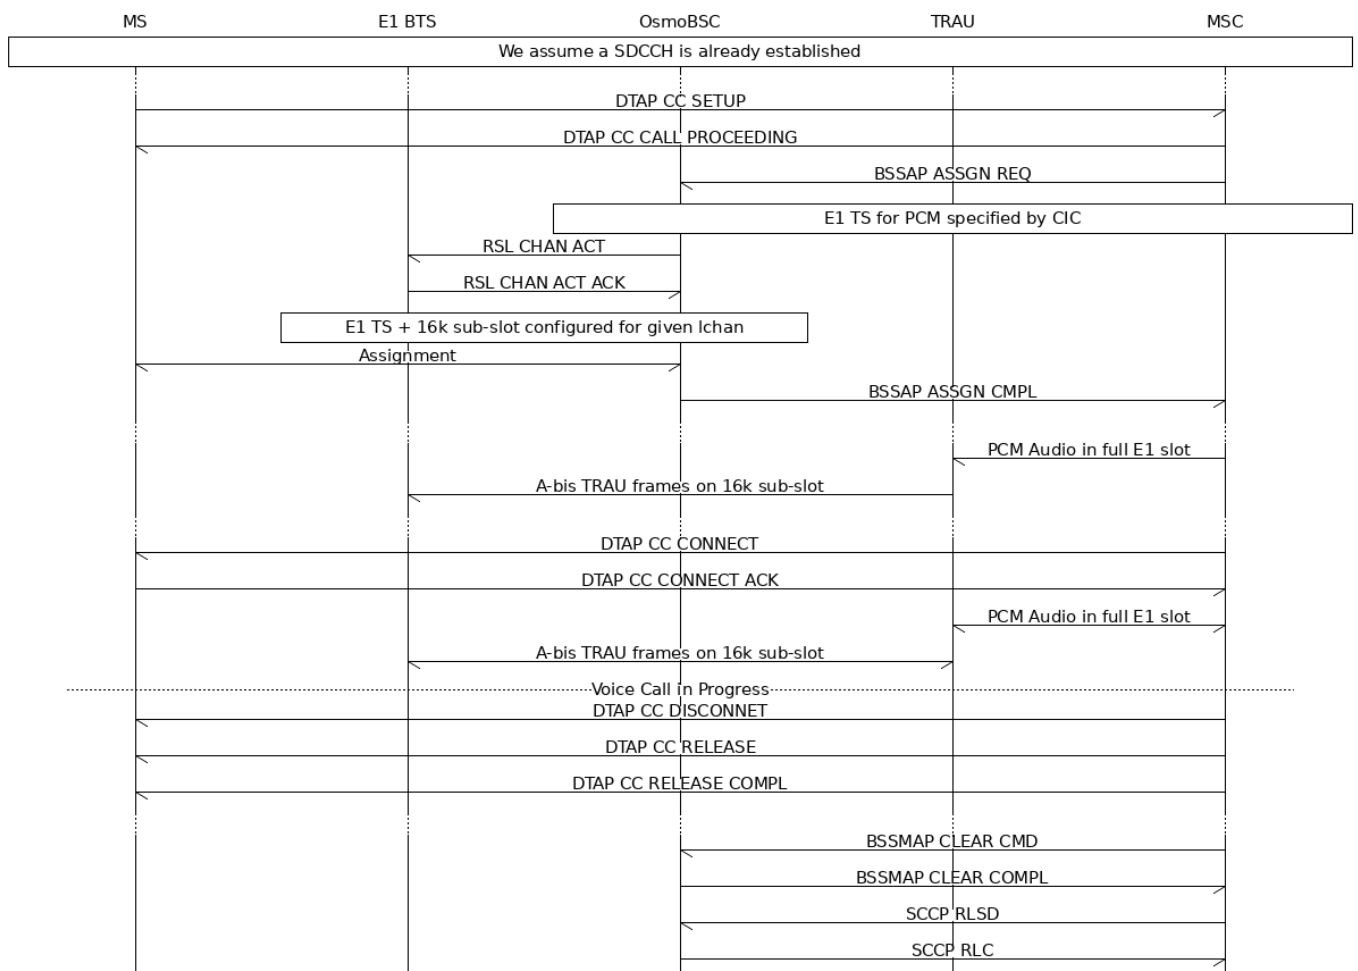 MS E1 BTS OsmoBSC TRAU MSC
We assume a SDCCH is already established
DTAP CC SETUP
DTAP CC CALL PROCEEDING
BSSAP ASSGN REQ
E1 TS for PCM specified by CIC
RSL CHAN ACT
RSL CHAN ACT ACK
E1 TS + 16k sub-slot configured for given lchan
Assignment
BSSAP ASSGN CMPL
PCM Audio in full E1 slot
A-bis TRAU frames on 16k sub-slot
DTAP CC CONNECT
DTAP CC CONNECT ACK
PCM Audio in full E1 slot
A-bis TRAU frames on 16k sub-slot
Voice Call in Progress
DTAP CC DISCONNET
DTAP CC RELEASE
DTAP CC RELEASE COMPL
BSSMAP CLEAR CMD
BSSMAP CLEAR COMPL
SCCP RLSD
SCCP RLC